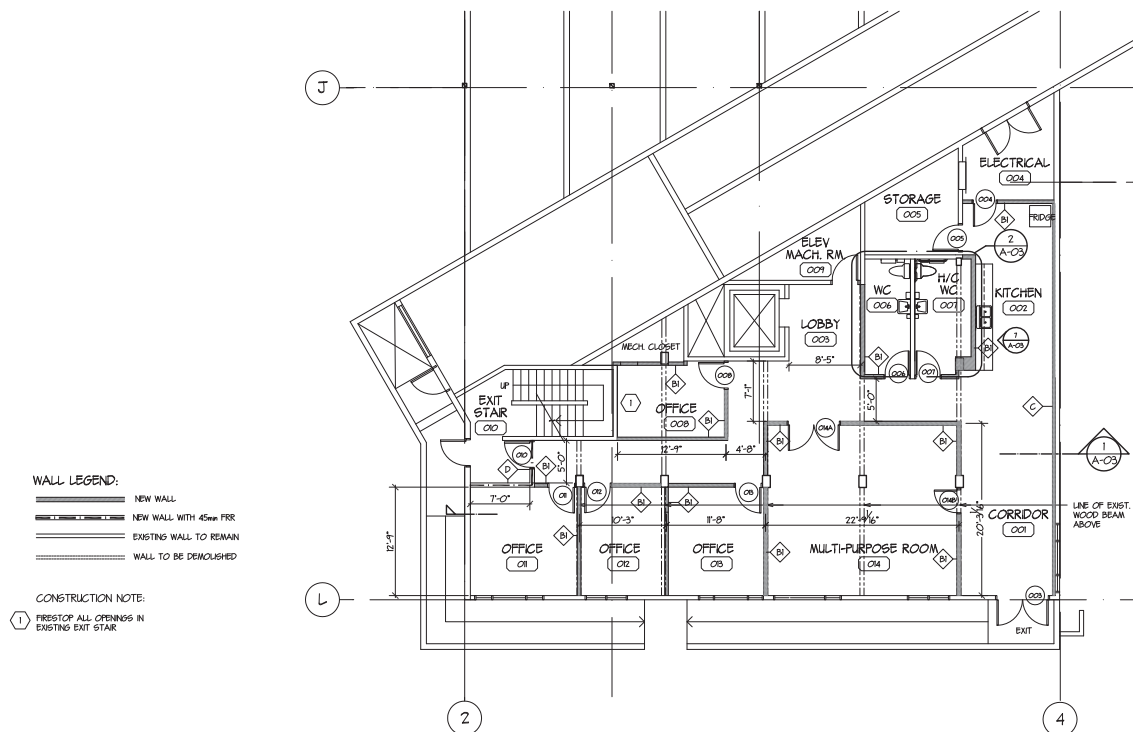 J
ELECTRICAL
004
STORAGE
005
004
FRIDGE
B1
005
2
A-03
ELEV
MACH. RM
009
WC
006
H/C
WC
007
KITCHEN
002
LOBBY
003
7
A-03
MECH. CLOSET
B1
B1
8'-5"
006
007
008
UP
B1
1
OFFICE
008
B1
7'-1"
5'-0"
C
EXIT
STAIR
010
014A
B1
B1
1
A-03
12'-9"
4'-8"
010
D
B1
5'-0"
WALL LEGEND:
NEW WALL
NEW WALL WITH 45min FRR
EXISTING WALL TO REMAIN
WALL TO BE DEMOLISHED
7'-0"
011
012
B1
B1
013
014B
LINE OF EXIST.
WOOD BEAM
ABOVE
12'-9"
10'-3"
11'-8"
22'-9 1/16"
CORRIDOR
001
B1
OFFICE
011
OFFICE
012
OFFICE
013
B1
MULTI-PURPOSE ROOM
014
B1
CONSTRUCTION NOTE:
1
FIRESTOP ALL OPENINGS IN
EXISTING EXIT STAIR
L
003
EXIT
2
4